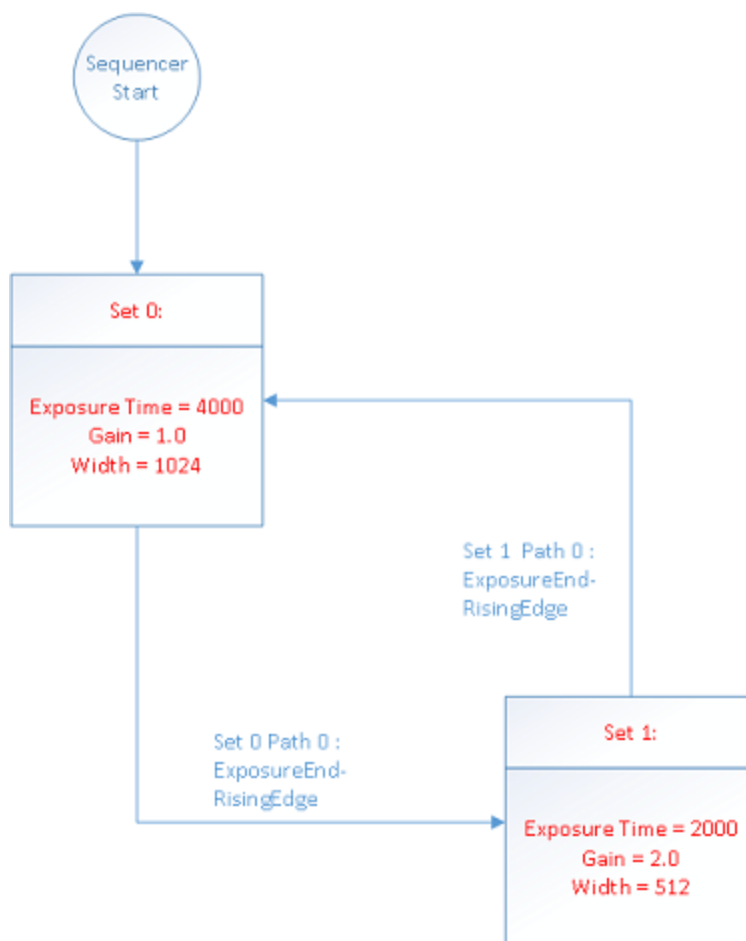 Sequencer
Start
Set 0:
Exposure Time = 4000
Gain = 1.0
Width = 1024
Set 1  Path 0 :
ExposureEnd-
RisingEdge
Set 0 Path 0 :
ExposureEnd-
RisingEdge
Set 1:
Exposure Time = 2000
Gain = 2.0
Width = 512